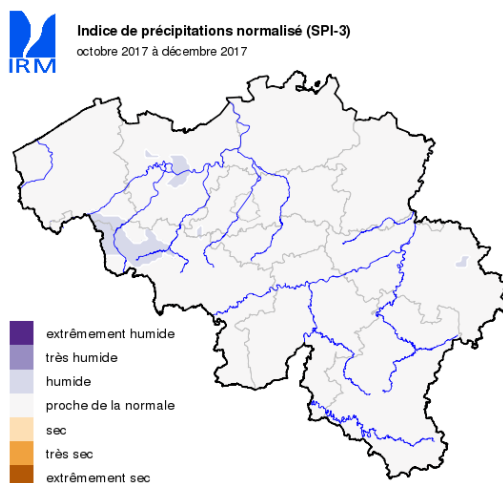 Indice de précipitations normalisé (SPI-3)
octobre 2017 à décembre 2017
IRM
extrêmement humide
très humide
humide
proche de la normale
sec
très sec
extrêmement sec